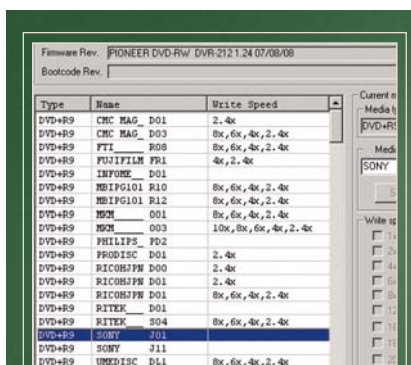 Firmware Rev. PIONEER DVD-RW DVR-212 1.24 07/08/08
Bootcode Rev.
Type Name Write Speed
DVD+R9 CMC MAG_ D01 2.4x
DVD+R9 CMC MAG_ D03 8x,6x,4x,2.4x
DVD+R9 FTI_____ R08 8x,6x,4x,2.4x
DVD+R9 FUJIFILM FR1 4x,2.4x
DVD+R9 INFOME__ D01
DVD+R9 MBIPG101 R10 8x,6x,4x,2.4x
DVD+R9 MBIPG101 R12 8x,6x,4x,2.4x
DVD+R9 MKM_____ 001 8x,6x,4x,2.4x
DVD+R9 MKM_____ 003 10x,8x,6x,4x,2.4x
DVD+R9 PHILIPS_ PD2
DVD+R9 PRODISC_ D01 2.4x
DVD+R9 RICOHJPN D00 2.4x
DVD+R9 RICOHJPN D01 2.4x
DVD+R9 RICOHJPN D01 8x,6x,4x,2.4x
DVD+R9 RITEK___ D01
DVD+R9 RITEK___ S04 8x,6x,4x,2.4x
DVD+R9 SONY J01
DVD+R9 SONY J11
DVD+R9 UMEDISC_ DL1 8x,6x,4x,2.4x
Current m
Media t
DVD+R9
Medi
SONY
S
Write sp